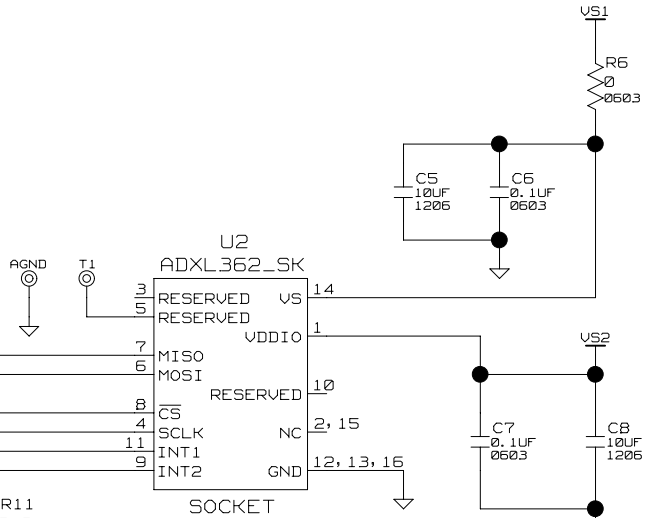 VS1
R6
0
0603
C5
10UF
1206
C6
0.1UF
0603
U2
ADXL362_SK
AGND
T1
3
RESERVED
VS
14
5
RESERVED
VDDIO
1
7
MISO
6
MOSI
RESERVED
10
8
CS
4
SCLK
NC
2,15
11
INT1
9
INT2
GND
12,13,16
SOCKET
R11
VS2
C7
0.1UF
0603
C8
10UF
1206